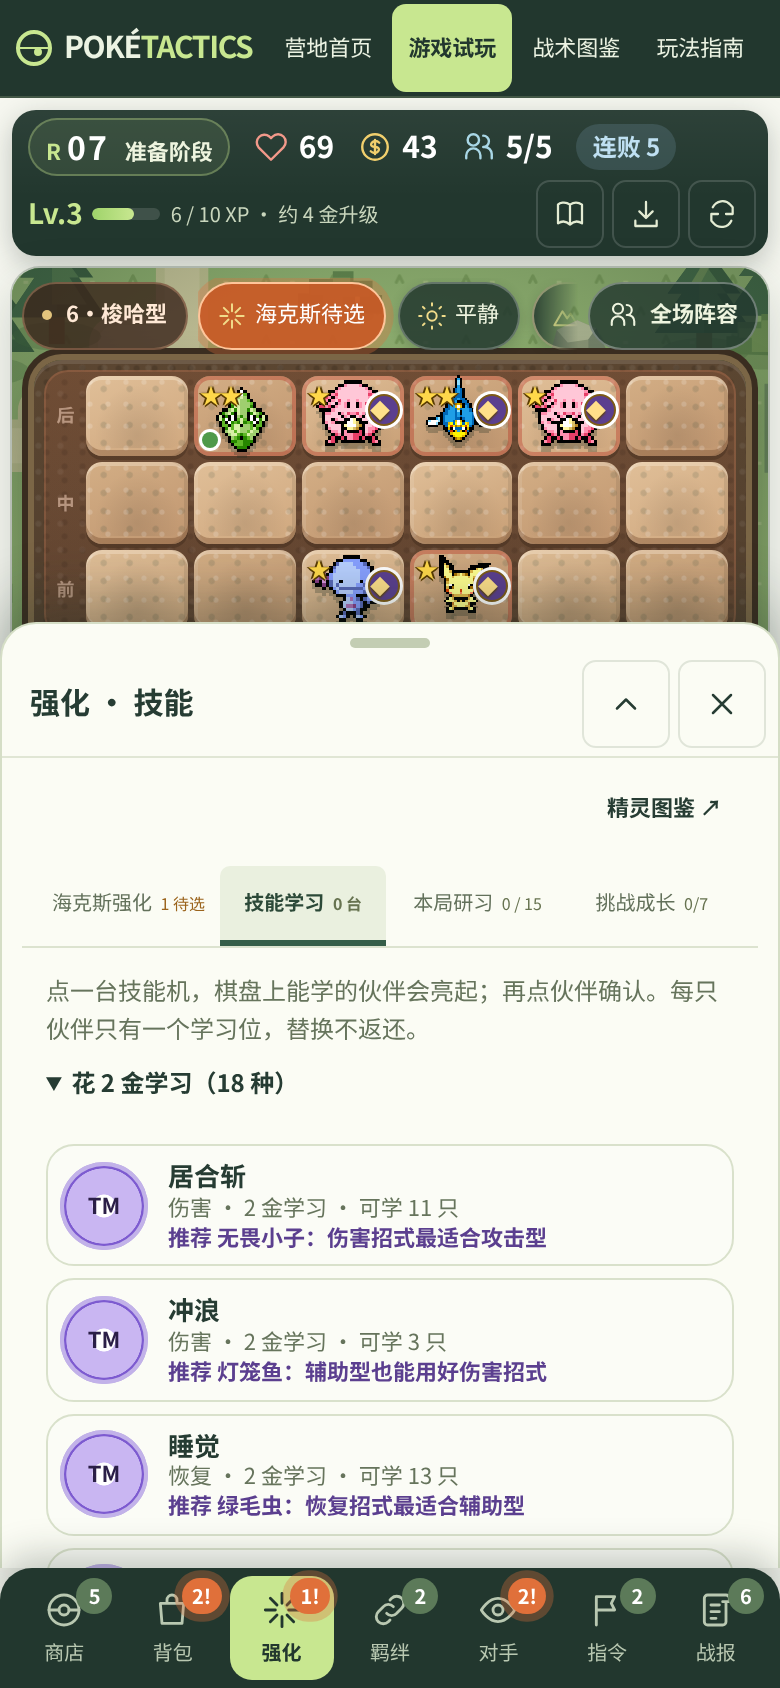 POKÉTACTICS 营地首页 游戏试玩 战术图鉴 玩法指南
R 07 准备阶段 69 43 5/5 连败 5
Lv.3 6 / 10 XP · 约 4 金升级
6 · 梭哈型 海克斯待选 平静 全场阵容
后
中
前
强化 · 技能
精灵图鉴 ↗
海克斯强化 1 待选 技能学习 0 台 本局研习 0 / 15 挑战成长 0/7
点一台技能机，棋盘上能学的伙伴会亮起；再点伙伴确认。每只
伙伴只有一个学习位，替换不返还。
▼ 花 2 金学习（18 种）
TM
居合斩
伤害 · 2 金学习 · 可学 11 只
推荐 无畏小子：伤害招式最适合攻击型
TM
冲浪
伤害 · 2 金学习 · 可学 3 只
推荐 灯笼鱼：辅助型也能用好伤害招式
TM
睡觉
恢复 · 2 金学习 · 可学 13 只
推荐 绿毛虫：恢复招式最适合辅助型
5 2! 1! 2 2! 2 6
商店 背包 强化 羁绊 对手 指令 战报